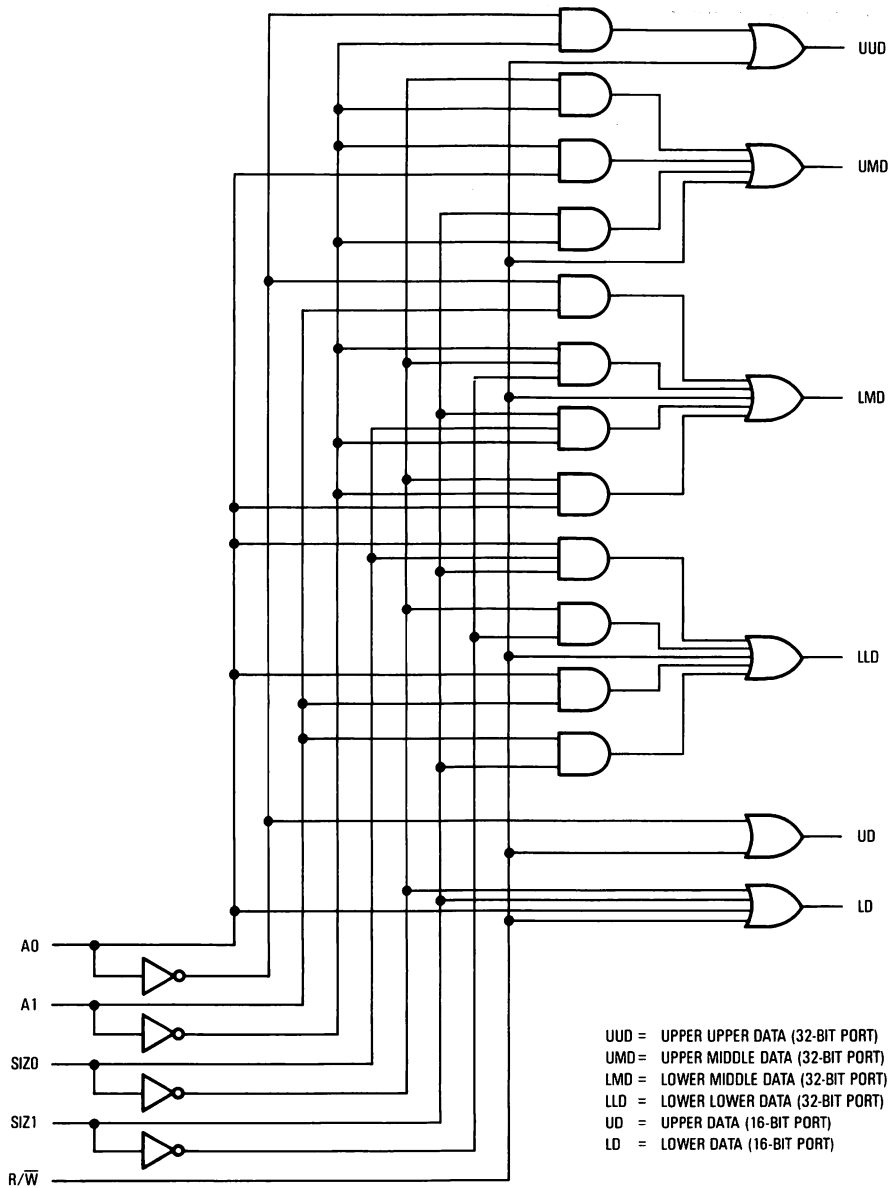 UUD
UMD
LMD
LLD
UD
LD
A0
A1
SIZ0
SIZ1
R/W̅
UUD = UPPER UPPER DATA (32-BIT PORT)
UMD = UPPER MIDDLE DATA (32-BIT PORT)
LMD = LOWER MIDDLE DATA (32-BIT PORT)
LLD = LOWER LOWER DATA (32-BIT PORT)
UD = UPPER DATA (16-BIT PORT)
LD = LOWER DATA (16-BIT PORT)